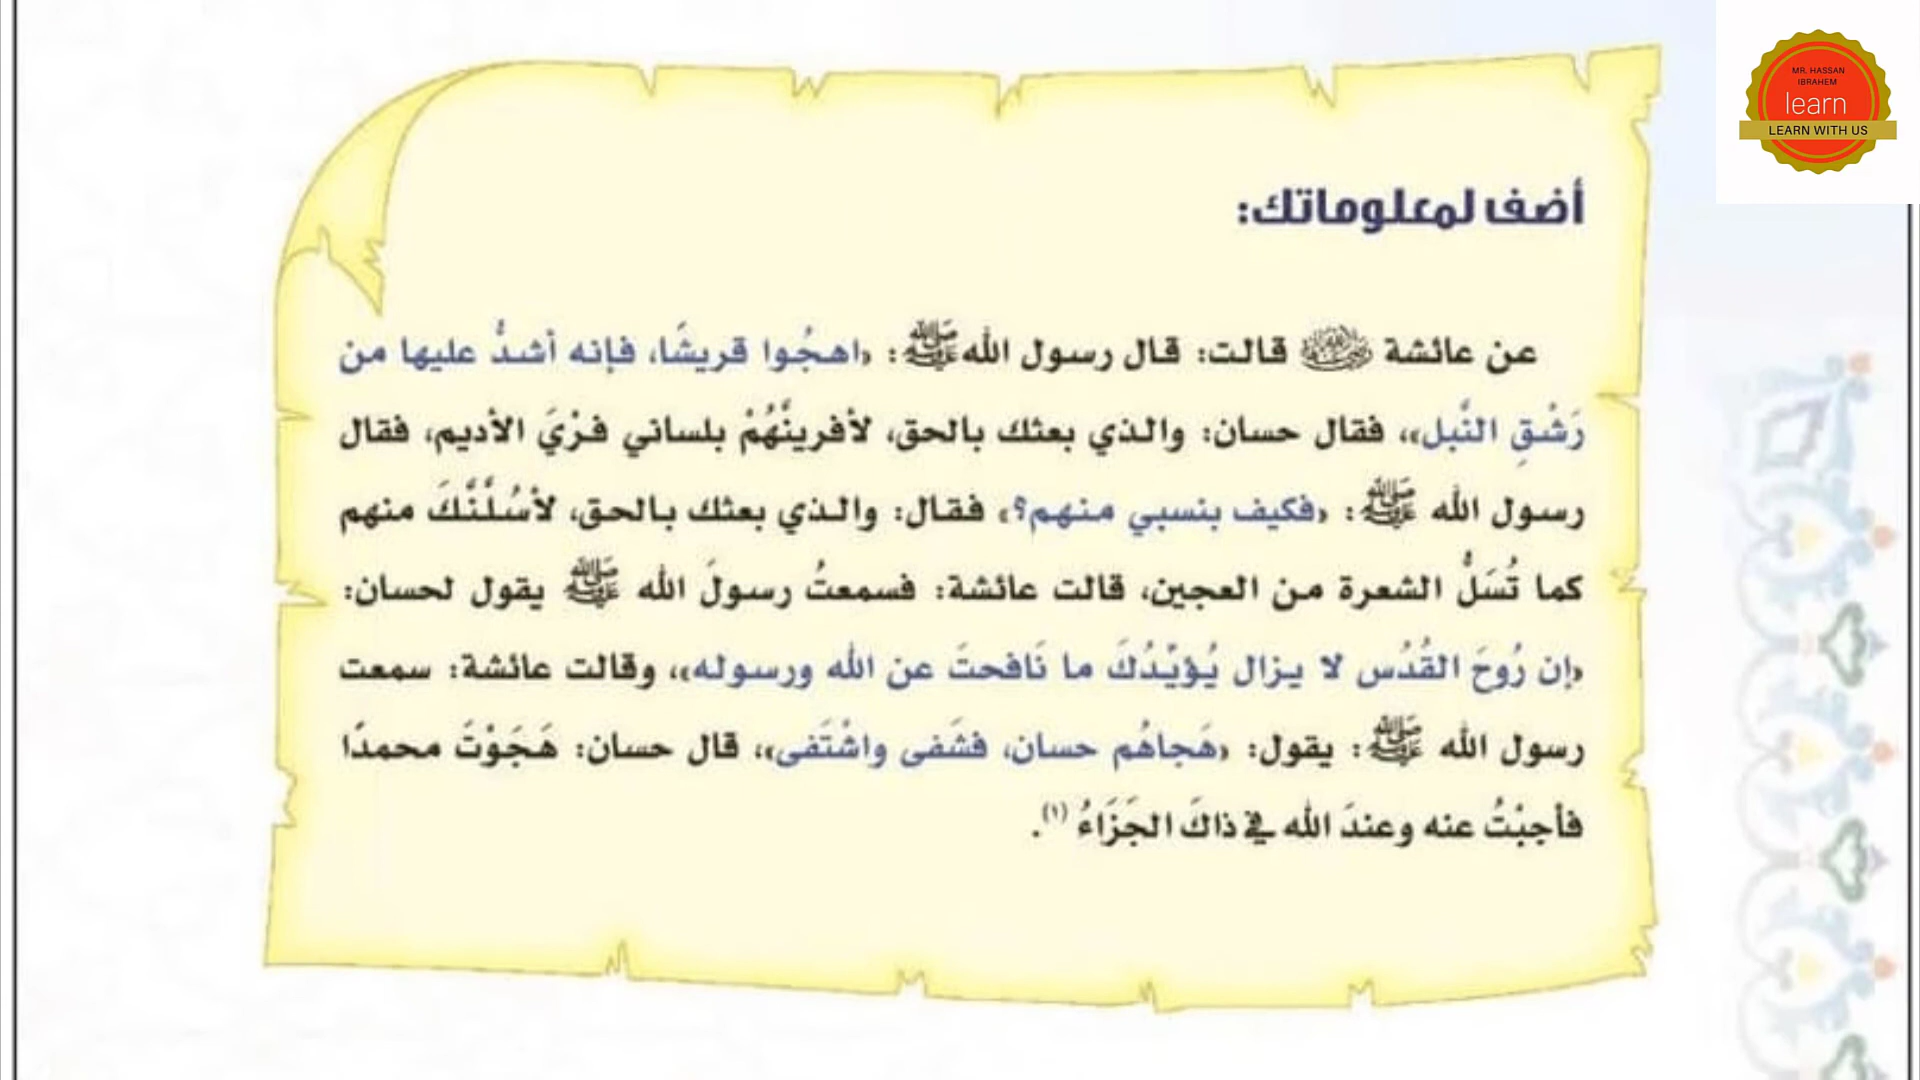 MR. HASSAN
IBRAHEM
learn
LEARN WITH US
أضف لمعلوماتك:
عن عائشة رضي الله عنها قالت: قال رسول الله ﷺ: «اهجُوا قريشًا، فإنه أشدُّ عليها من
رَشْقِ النَّبل»، فقال حسان: والذي بعثك بالحق، لأفرينَّهُمْ بلساني فرْيَ الأديم، فقال
رسول الله ﷺ: «فكيف بنسبي منهم؟» فقال: والذي بعثك بالحق، لأسُلَّنَّكَ منهم
كما تُسَلُّ الشعرة من العجين، قالت عائشة: فسمعتُ رسولَ الله ﷺ يقول لحسان:
«إن رُوحَ القُدُس لا يزال يُؤيِّدُكَ ما نَافحتَ عن الله ورسوله»، وقالت عائشة: سمعت
رسول الله ﷺ: يقول: «هَجاهُم حسان، فشَفى واشْتَفى»، قال حسان: هَجَوْتَ محمدًا
فأجبْتُ عنه وعندَ الله في ذاكَ الجَزَاءُ (١).